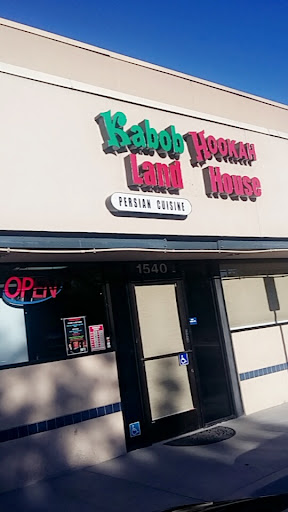 Kabob
Land
HOOKAH
House
PERSIAN CUISINE
1540
OPEN